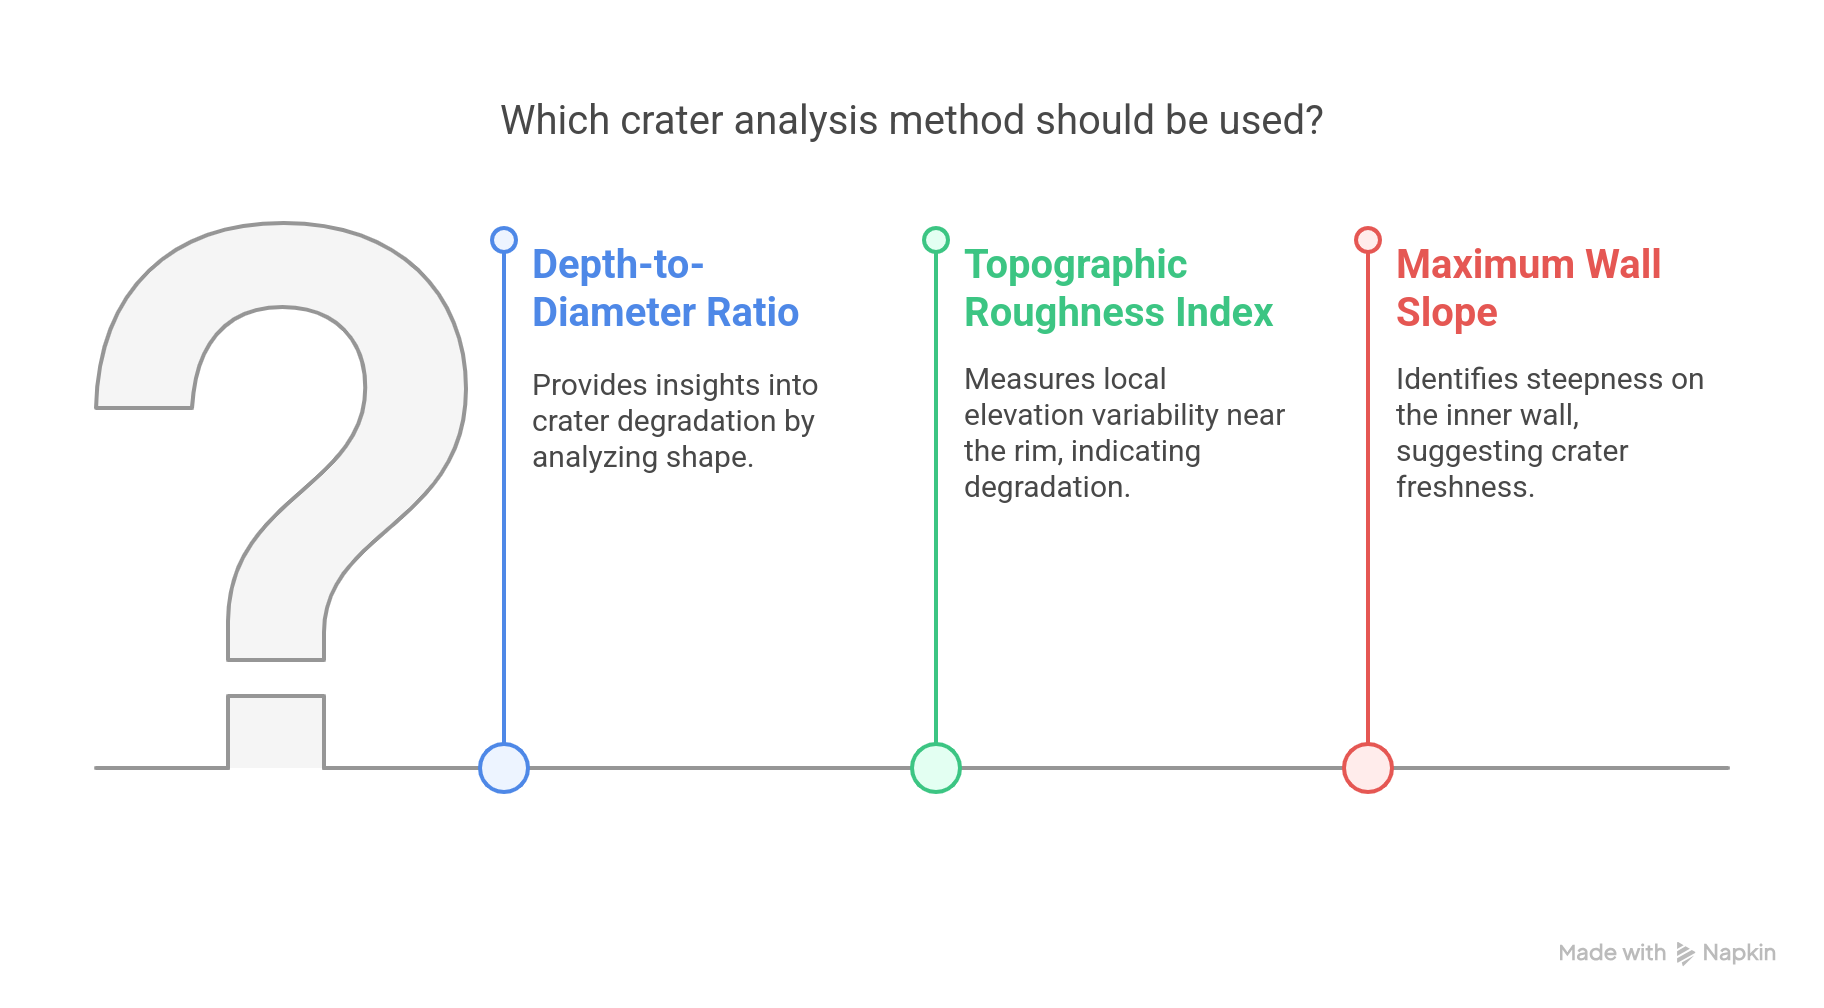 Which crater analysis method should be used?
Depth-to-
Diameter Ratio
Provides insights into
crater degradation by
analyzing shape.
Topographic
Roughness Index
Measures local
elevation variability near
the rim, indicating
degradation.
Maximum Wall
Slope
Identifies steepness on
the inner wall,
suggesting crater
freshness.
Made with Napkin